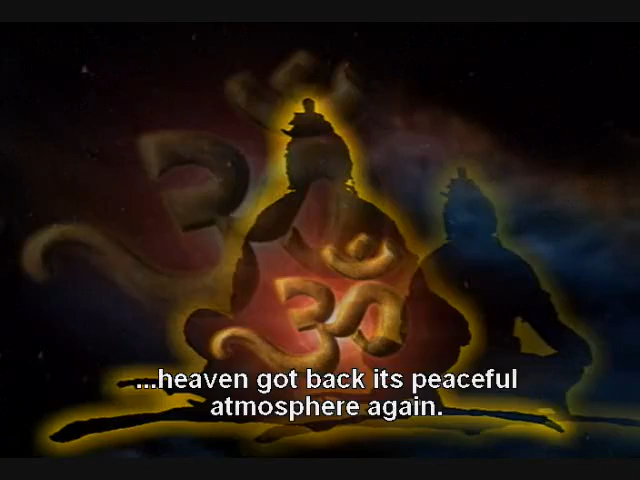 ॐ
...heaven got back its peaceful
atmosphere again.